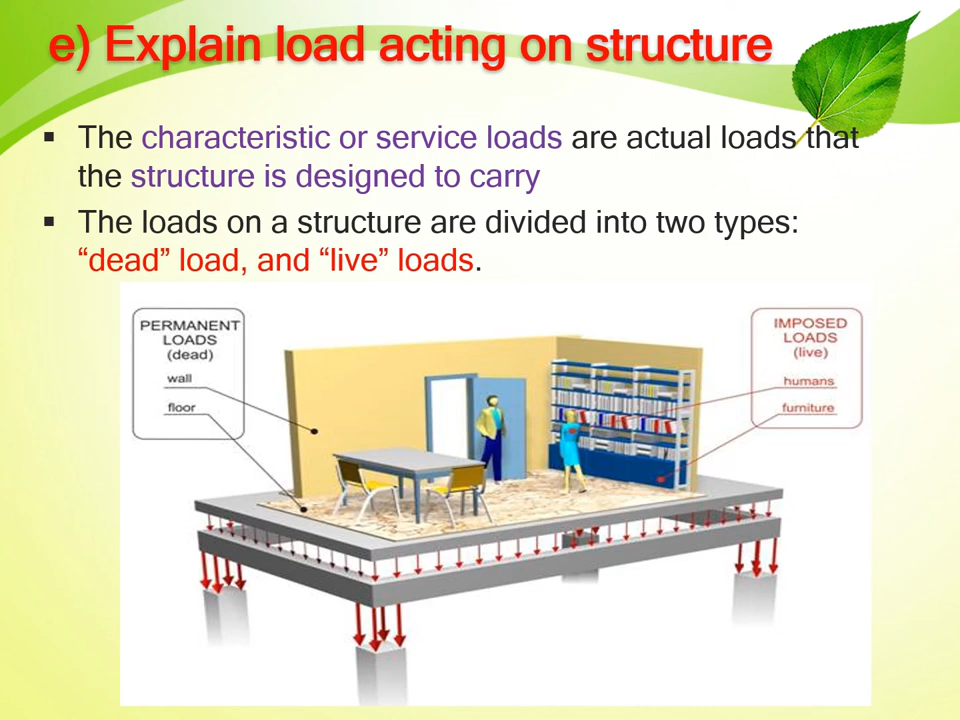 e) Explain load acting on structure
▪ The characteristic or service loads are actual loads that
the structure is designed to carry
▪ The loads on a structure are divided into two types:
“dead” load, and “live” loads.
PERMANENT
LOADS
(dead)
wall
floor
IMPOSED
LOADS
(live)
humans
furniture